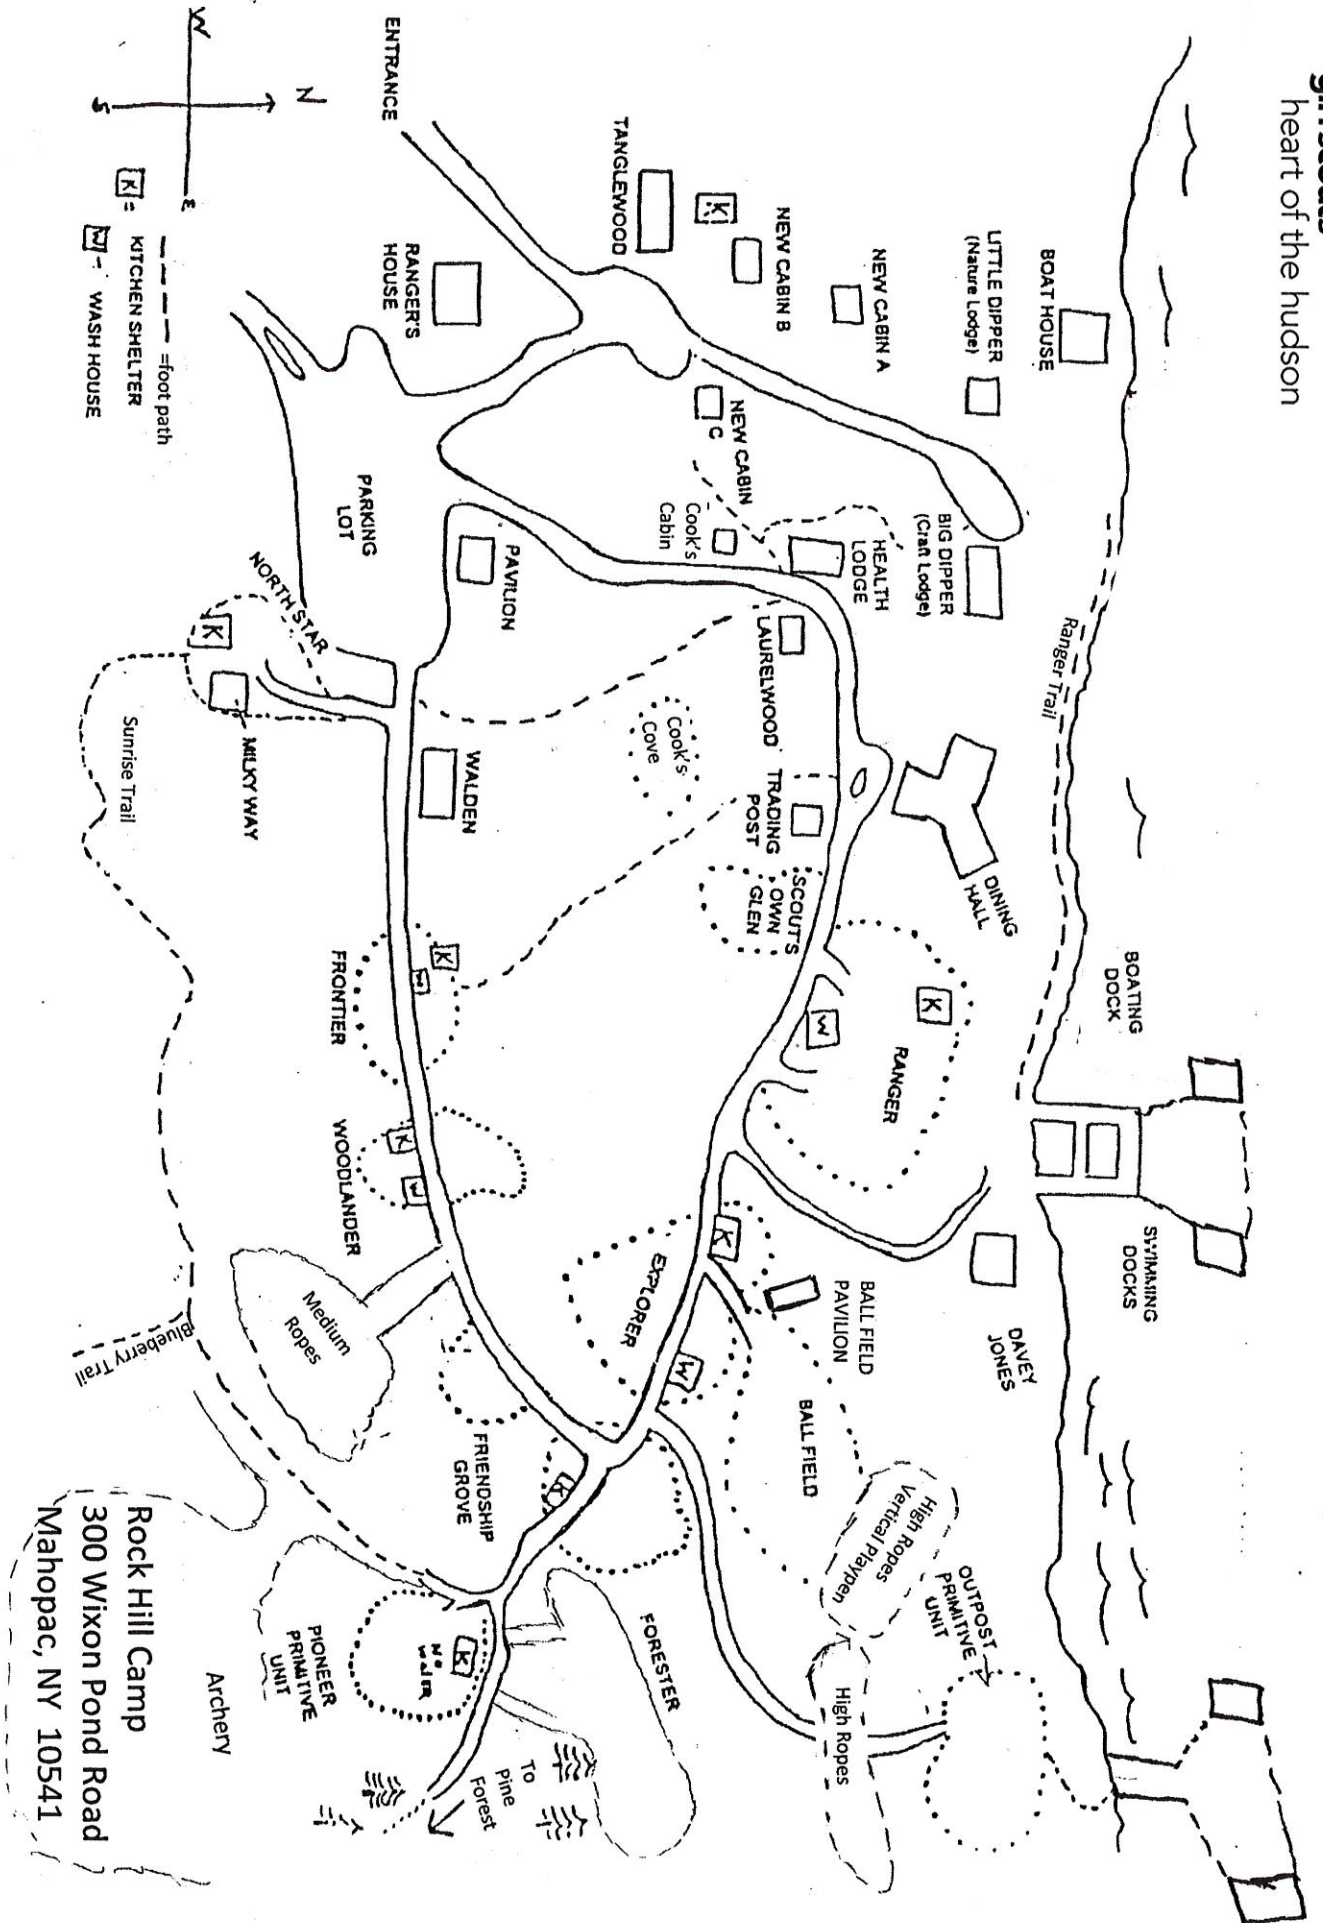 heart of the hudson
W
N
S
E
ENTRANCE
TANGLEWOOD
K
NEW CABIN B
NEW CABIN A
LITTLE DIPPER
(Nature Lodge)
BOAT HOUSE
RANGER'S
HOUSE
NEW CABIN
C
Cook's
Cabin
HEALTH
LODGE
BIG DIPPER
(Craft Lodge)
Ranger Trail
= foot path
K = KITCHEN SHELTER
W = WASH HOUSE
PARKING
LOT
PAVILION
NORTH STAR
K
MILKY WAY
Sunrise Trail
WALDEN
LAURELWOOD
Cook's
Cove
TRADING
POST
SCOUT'S
OWN
GLEN
DINING
HALL
BOATING
DOCK
K
W
RANGER
K
W
FRONTIER
K
W
WOODLANDER
SWIMMING
DOCKS
DAVEY
JONES
K
EXPLORER
W
BALL FIELD
PAVILION
BALL FIELD
Medium
Ropes
Blueberry Trail
FRIENDSHIP
GROVE
High Ropes
Vertical Playpen
OUTPOST
PRIMITIVE
UNIT
High Ropes
FORESTER
K
NO
WATER
PIONEER
PRIMITIVE
UNIT
Archery
To
Pine
Forest
Rock Hill Camp
300 Wixon Pond Road
Mahopac, NY 10541